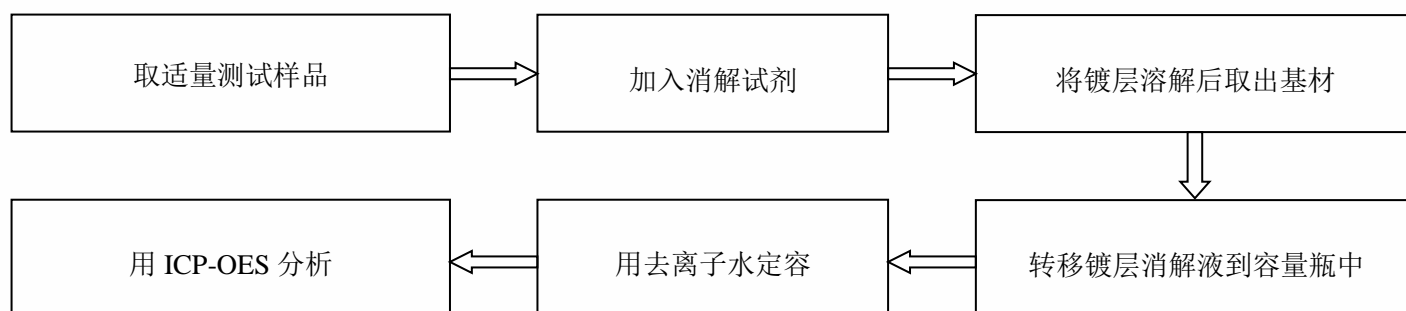 取适量测试样品
加入消解试剂
将镀层溶解后取出基材
转移镀层消解液到容量瓶中
用去离子水定容
用 ICP-OES 分析